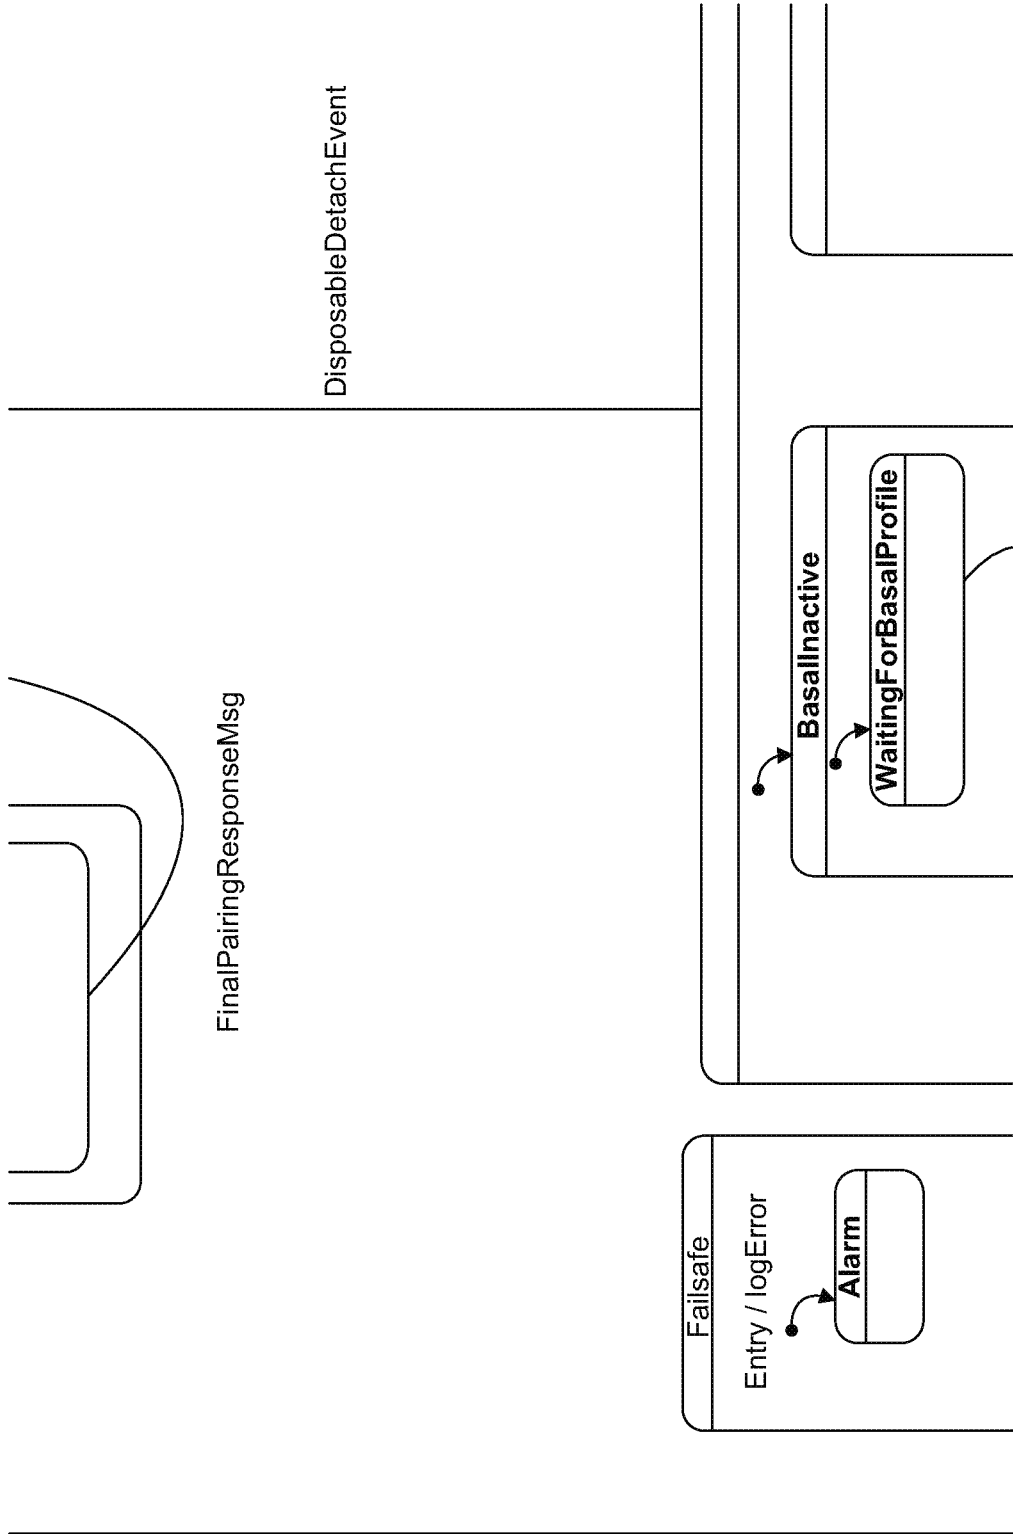 FinalPairingResponseMsg
DisposableDetachEvent
Failsafe
Entry / logError
Alarm
BasalInactive
WaitingForBasalProfile